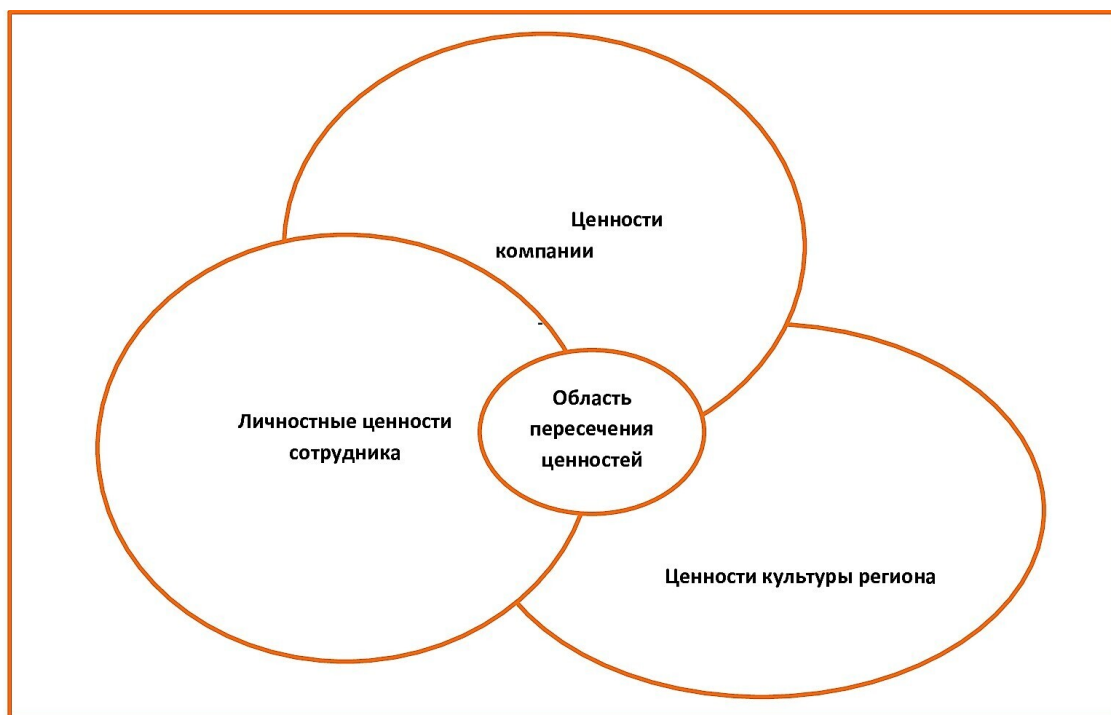 Ценности
компании
-
Область
пересечения
ценностей
Личностные ценности
сотрудника
Ценности культуры региона